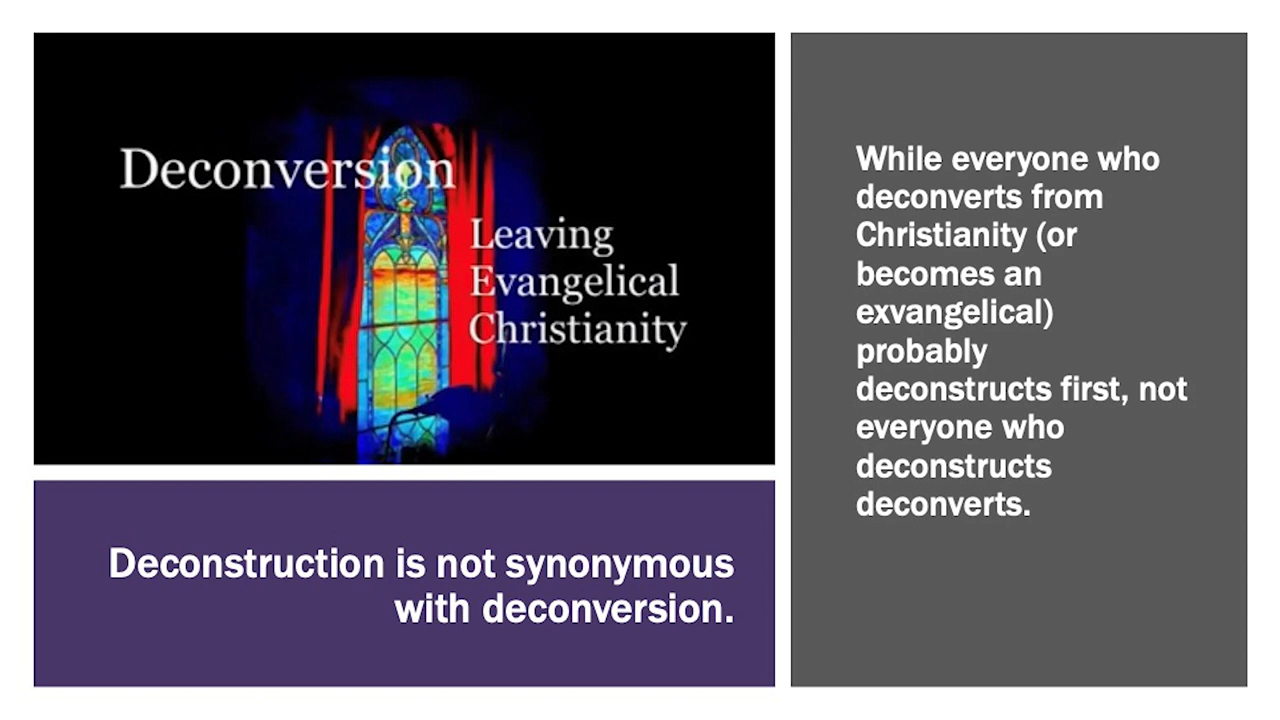 Deconversion
Leaving
Evangelical
Christianity
Deconstruction is not synonymous
with deconversion.
While everyone who
deconverts from
Christianity (or
becomes an
exvangelical)
probably
deconstructs first, not
everyone who
deconstructs
deconverts.